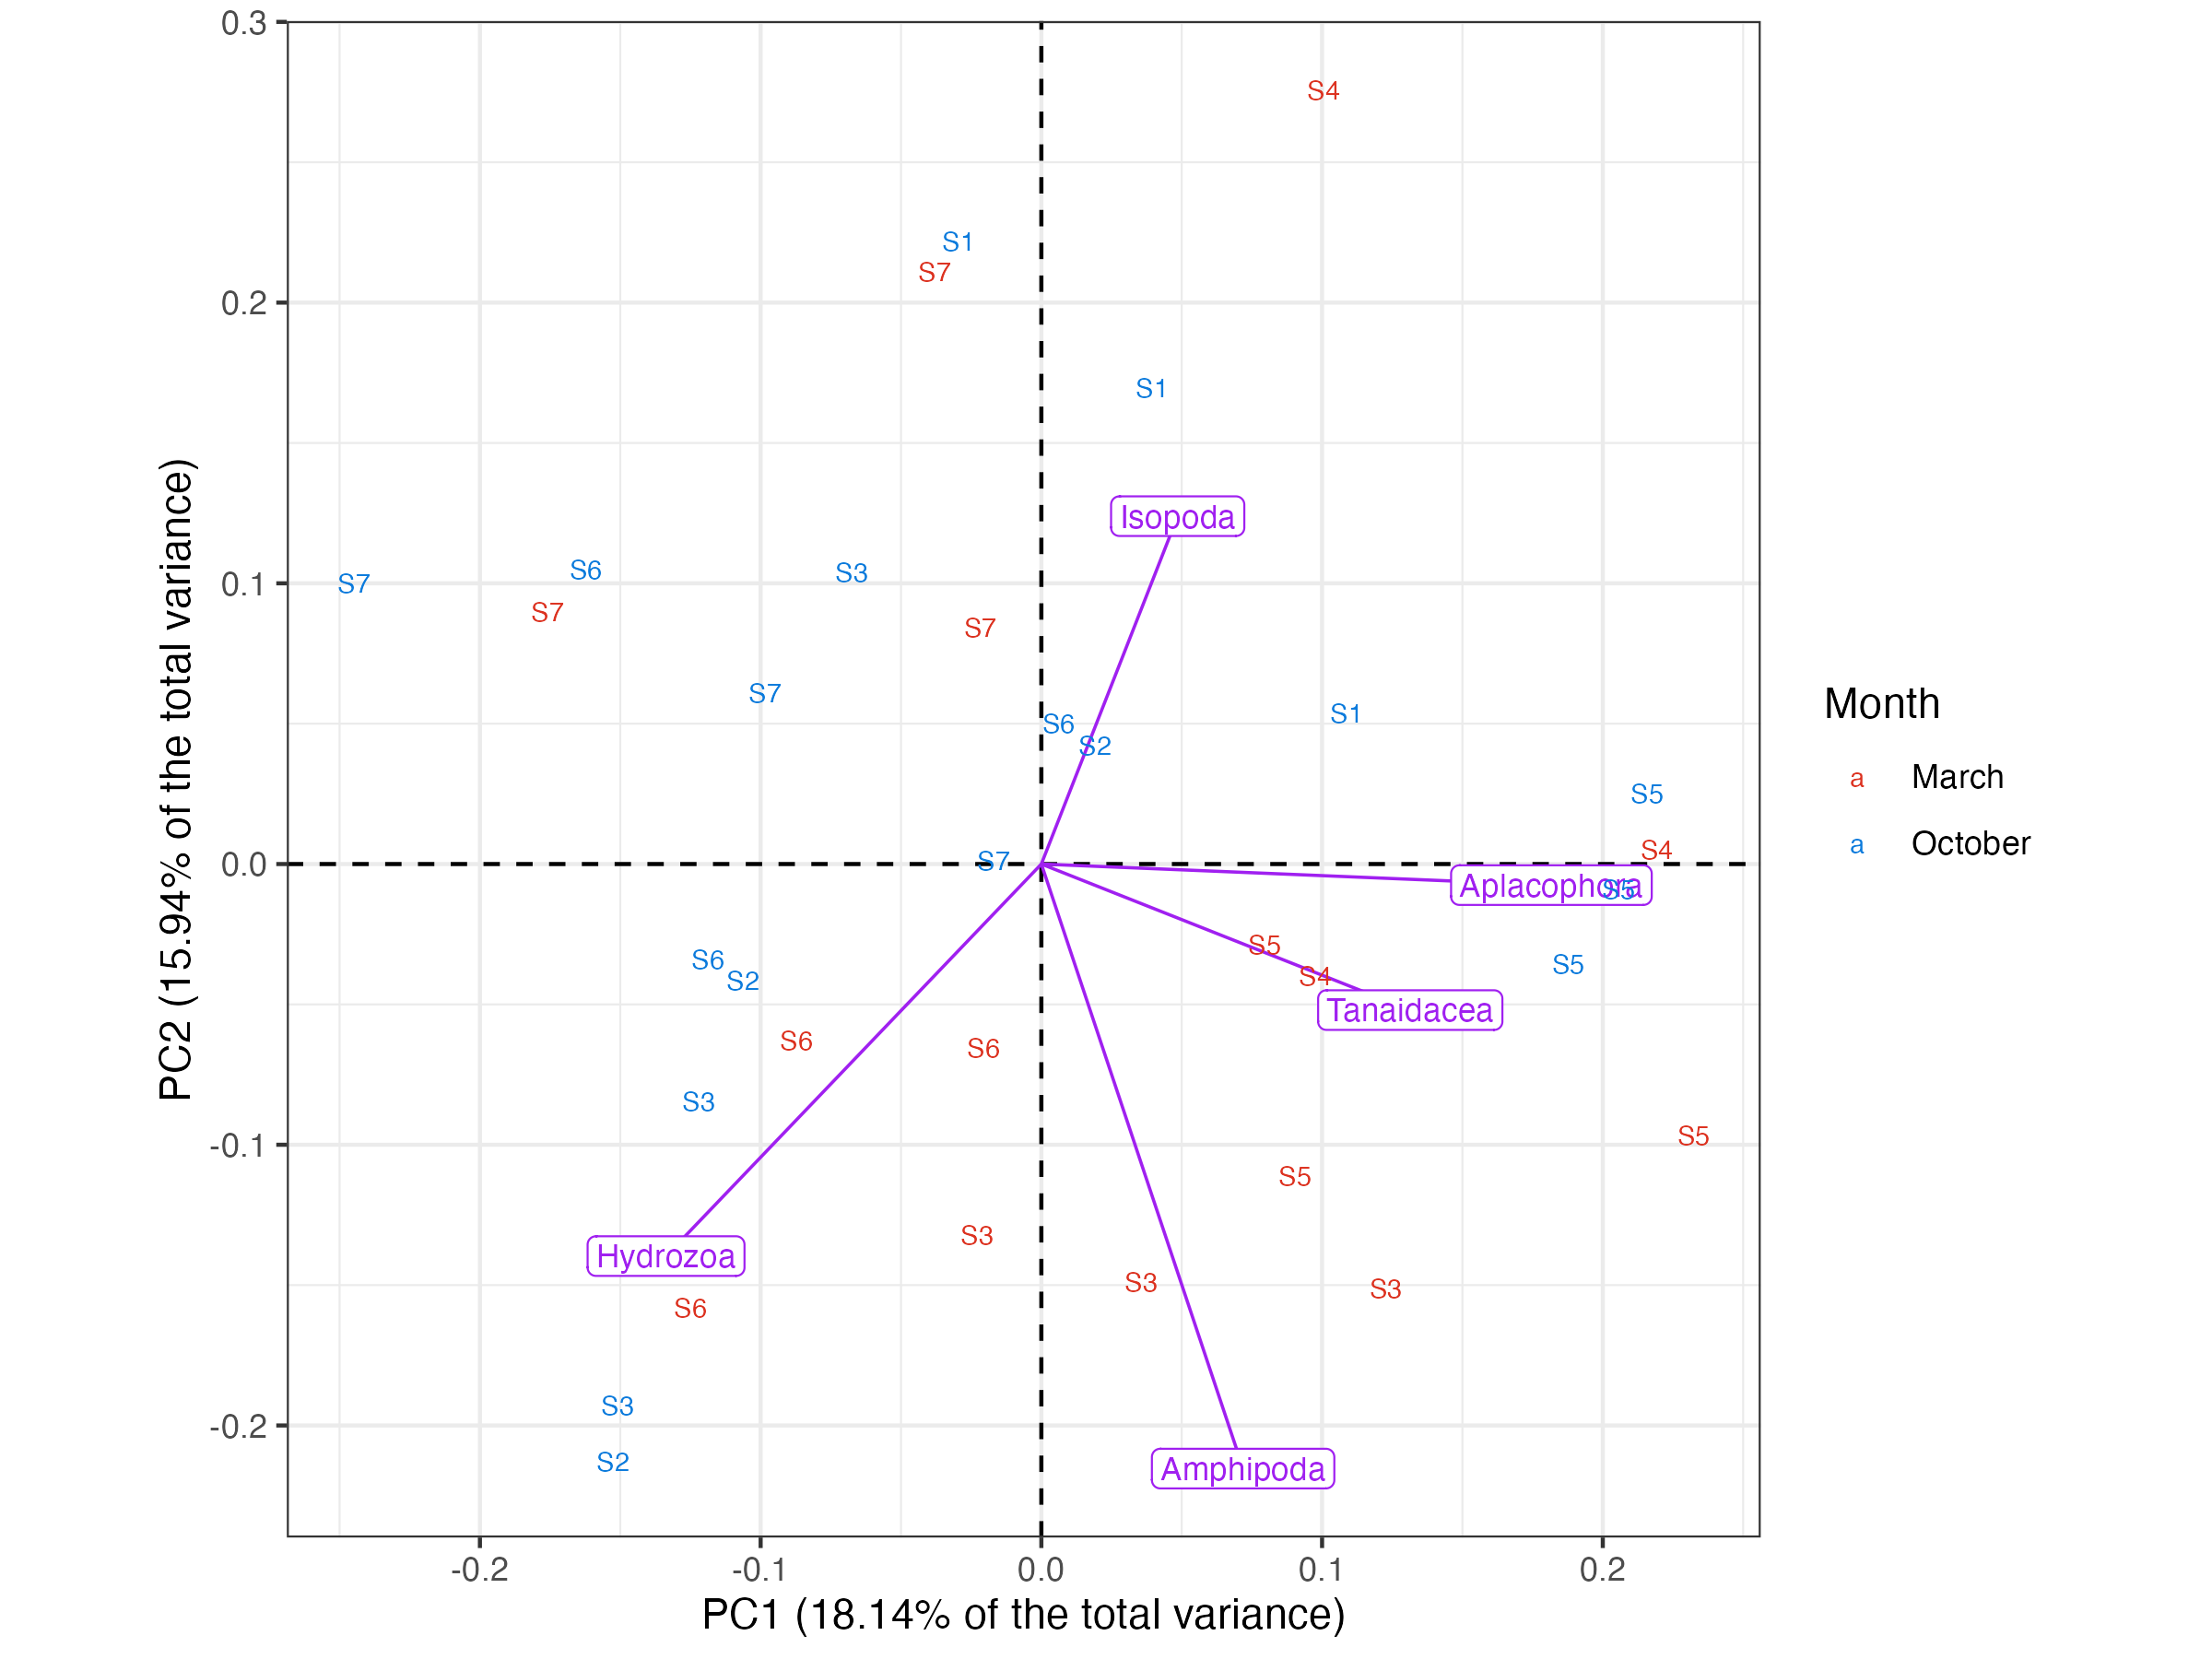 0.3
S4
S1
S7
0.2
S1
Isopoda
0.1
S7
S6
S3
S7
S7
S7
S6
S2
S1
S5
0.0
S7
S4
Aplacophora
S5
S6
S2
S5
S4
S5
Tanaidacea
S6
S6
S3
-0.1
S5
S5
S3
Hydrozoa
S6
S3
S3
S3
-0.2
S2
Amphipoda
-0.2
-0.1
0.0
0.1
0.2
PC1 (18.14% of the total variance)
PC2 (15.94% of the total variance)
Month
a March
a October